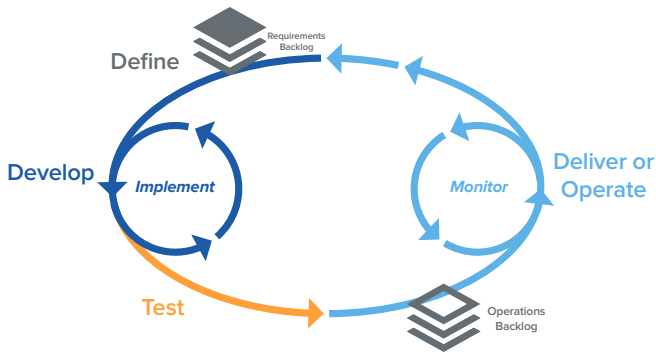 Requirements
Backlog
Define
Develop
Implement
Monitor
Deliver or
Operate
Test
Operations
Backlog